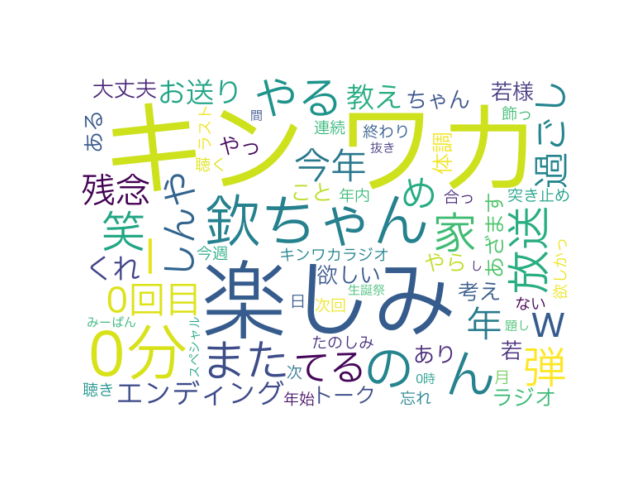 大丈夫
お送り
やる
教え
ちゃん
若様
飾っ
過ごし
ある
ラスト
間
連続
終わり
抜き
体調
キンワカ
聴く
やっ
今年
残念
しんや
こと
年内
め
合っ
突き止め
笑
ー
欽ちゃん
家
あざます
放送
欲しかっ
くれ
今週
キンワカラジオ
やら
し
欲しい
考え
ない
0回目
生誕祭
日
次回
楽しみ
年
w
みーぱん
スペシャル
題し
0分
また
てる
たのしみ
の
あり
ん
若
弾
聴き
エンディング
次
年始
トーク
0時
忘れ
月
ラジオ